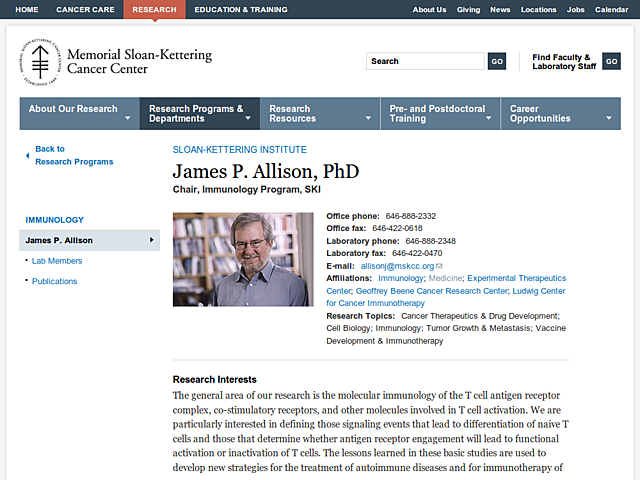 HOME CANCER CARE RESEARCH EDUCATION & TRAINING About Us Giving News Locations Jobs Calendar
Memorial Sloan-Kettering
Cancer Center
Search GO Find Faculty &
Laboratory Staff GO
About Our Research
Research Programs &
Departments
Research
Resources
Pre- and Postdoctoral
Training
Career
Opportunities
Back to
Research Programs
IMMUNOLOGY
James P. Allison
Lab Members
Publications
SLOAN-KETTERING INSTITUTE
James P. Allison, PhD
Chair, Immunology Program, SKI
Office phone: 646-888-2332
Office fax: 646-422-0618
Laboratory phone: 646-888-2348
Laboratory fax: 646-422-0470
E-mail: allisonj@mskcc.org
Affiliations: Immunology; Medicine; Experimental Therapeutics
Center; Geoffrey Beene Cancer Research Center; Ludwig Center
for Cancer Immunotherapy
Research Topics: Cancer Therapeutics & Drug Development;
Cell Biology; Immunology; Tumor Growth & Metastasis; Vaccine
Development & Immunotherapy
Research Interests
The general area of our research is the molecular immunology of the T cell antigen receptor
complex, co-stimulatory receptors, and other molecules involved in T cell activation. We are
particularly interested in defining those signaling events that lead to differentiation of naive T
cells and those that determine whether antigen receptor engagement will lead to functional
activation or inactivation of T cells. The lessons learned in these basic studies are used to
develop new strategies for the treatment of autoimmune diseases and for immunotherapy of